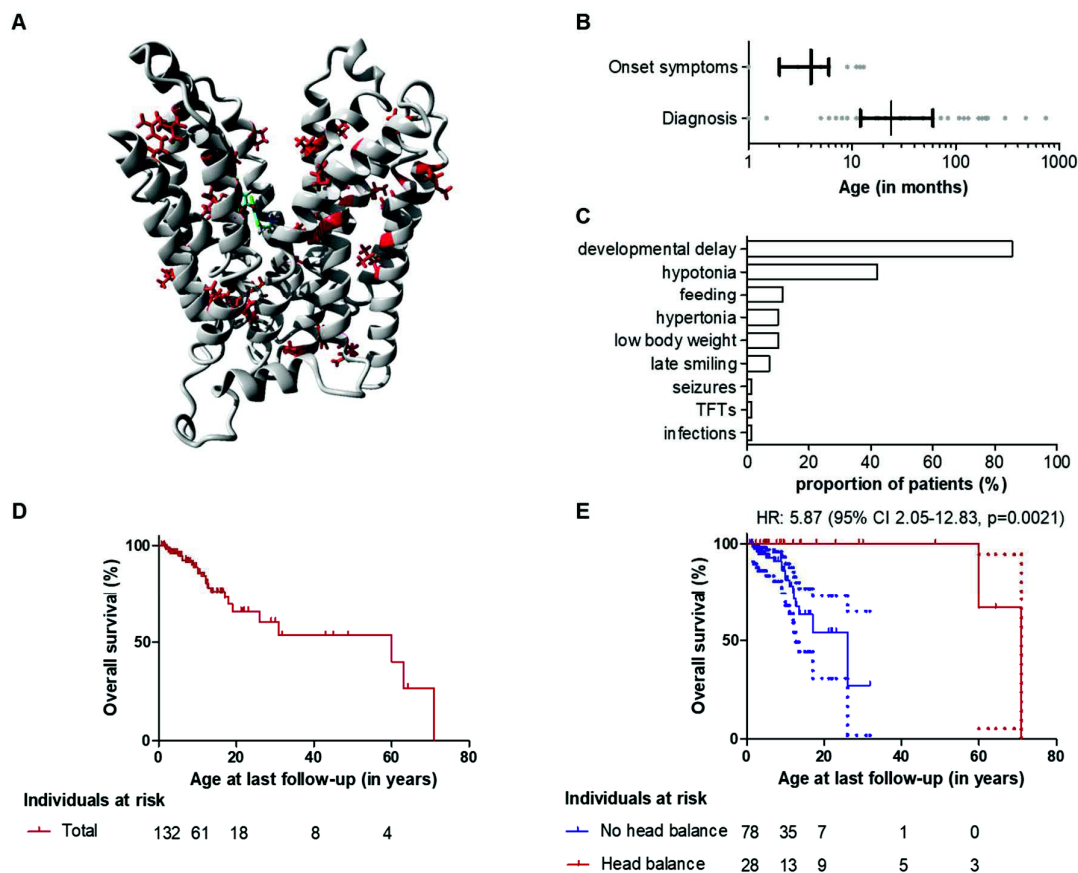 A
B
Onset symptoms
Diagnosis
1 10 100 1000
Age (in months)
C
developmental delay
hypotonia
feeding
hypertonia
low body weight
late smiling
seizures
TFTs
infections
0 20 40 60 80 100
proportion of patients (%)
D
100
50
0
Overall survival (%)
0 20 40 60 80
Age at last follow-up (in years)
Individuals at risk
Total 132 61 18 8 4
E
HR: 5.87 (95% CI 2.05-12.83, p=0.0021)
100
50
0
Overall survival (%)
0 20 40 60 80
Age at last follow-up (in years)
Individuals at risk
No head balance 78 35 7 1 0
Head balance 28 13 9 5 3